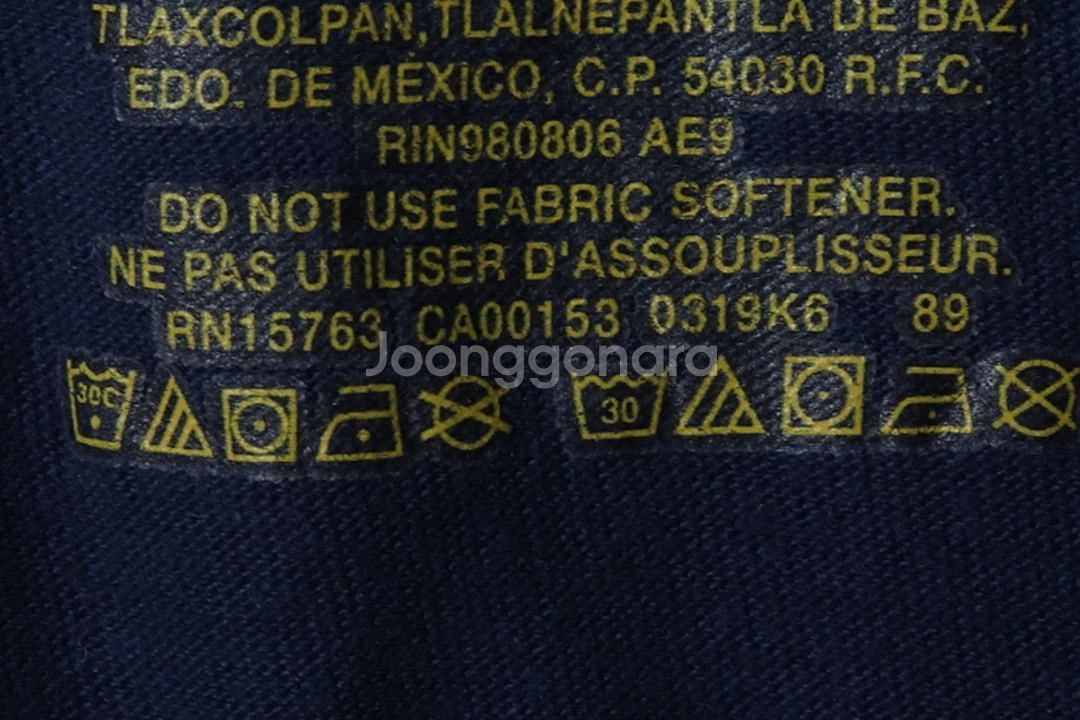 TLAXCOLPAN,TLALNEPANTLA DE BAZ,
EDO. DE MÉXICO, C.P. 54030 R.F.C.
RIN980806 AE9
DO NOT USE FABRIC SOFTENER.
NE PAS UTILISER D'ASSOUPLISSEUR.
RN15763 CA00153 0319K6 89
Joonggonara
30C 30